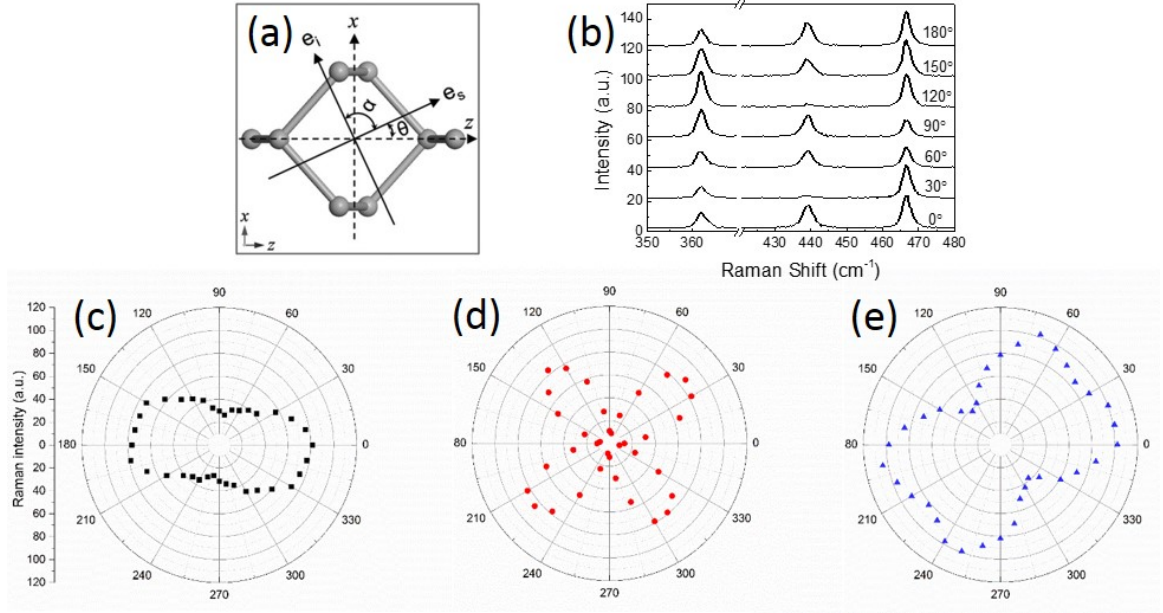 (a)
x
e_i
e_s
α
θ
z
x
z
(b)
Intensity (a.u.)
140
120
100
80
60
40
20
0
180°
150°
120°
90°
60°
30°
0°
350 360 430 440 450 460 470 480
Raman Shift (cm⁻¹)
(c)
Raman intensity (a.u.)
120
100
80
60
40
20
0
20
40
60
80
100
120
90
120 60
150 30
180 0
210 330
240 300
270
(d)
90
120 60
150 30
80 0
210 330
240 300
270
(e)
90
120 60
150 30
80 0
210 330
240 300
270